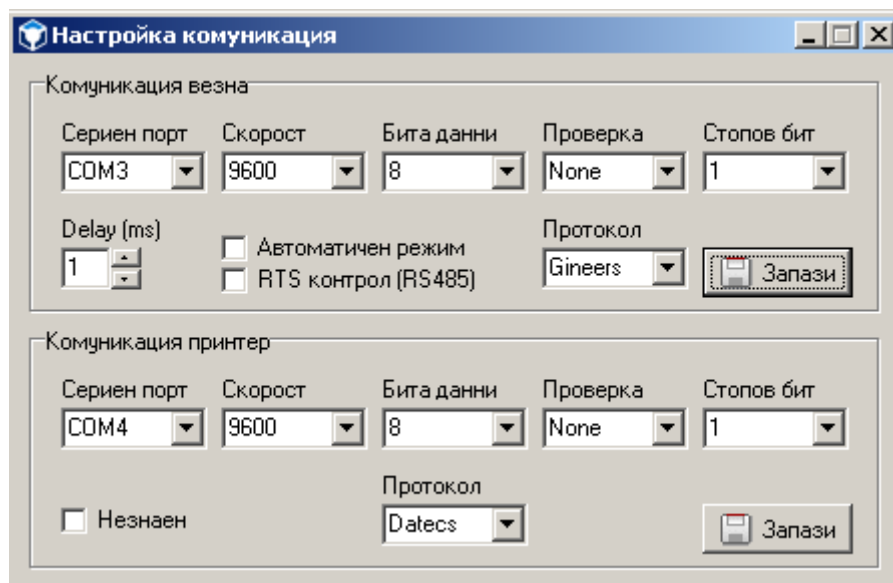 Настройка комуникация
Комуникация везна
Сериен порт Скорост Бита данни Проверка Стопов бит
COM3 9600 8 None 1
Delay (ms) Автоматичен режим Протокол
1 RTS контрол (RS485) Gineers Запази
Комуникация принтер
Сериен порт Скорост Бита данни Проверка Стопов бит
COM4 9600 8 None 1
Протокол
Незнаен Datecs Запази